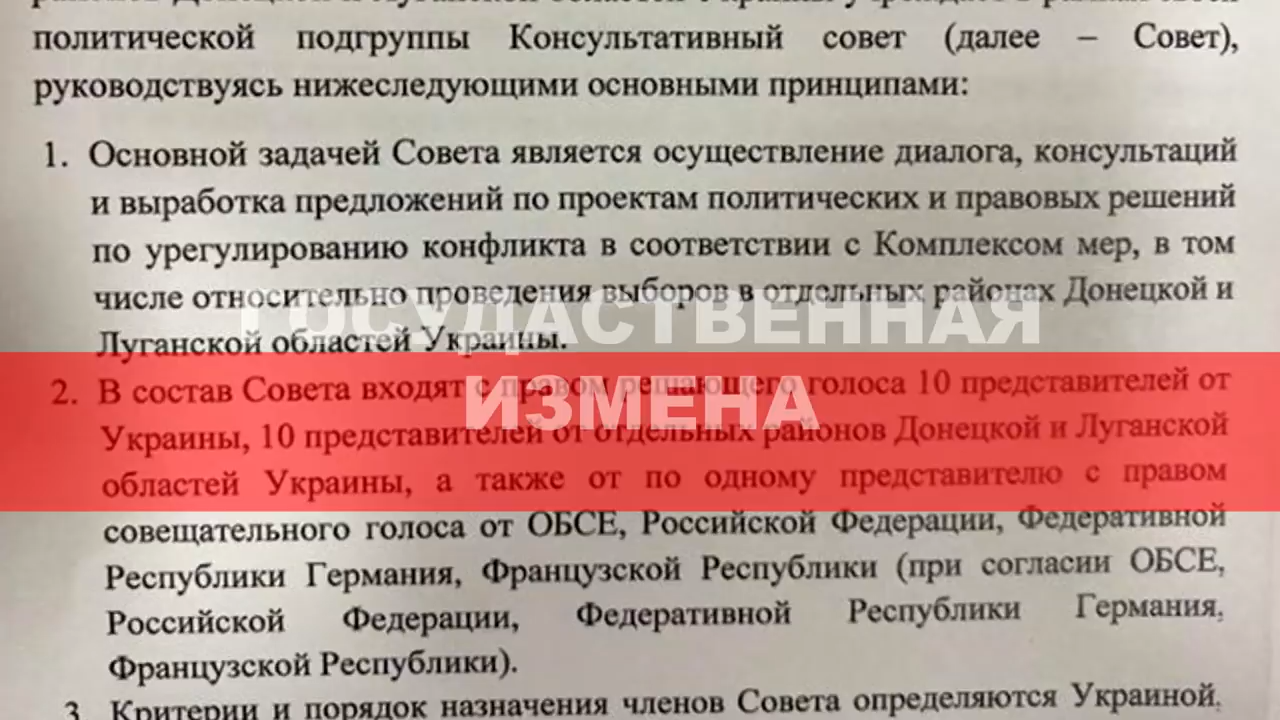 политической подгруппы Консультативный совет (далее – Совет),
руководствуясь нижеследующими основными принципами:
1. Основной задачей Совета является осуществление диалога, консультаций
и выработка предложений по проектам политических и правовых решений
по урегулированию конфликта в соответствии с Комплексом мер, в том
числе относительно проведения выборов в отдельных районах Донецкой и
Луганской областей Украины.
ГОСУДАСТВЕННАЯ
ИЗМЕНА
2. В состав Совета входят с правом решающего голоса 10 представителей от
Украины, 10 представителей от отдельных районов Донецкой и Луганской
областей Украины, а также от по одному представителю с правом
совещательного голоса от ОБСЕ, Российской Федерации, Федеративной
Республики Германия, Французской Республики (при согласии ОБСЕ,
Российской Федерации, Федеративной Республики Германия,
Французской Республики).
3. Критерии и порядок назначения членов Совета определяются Украиной,